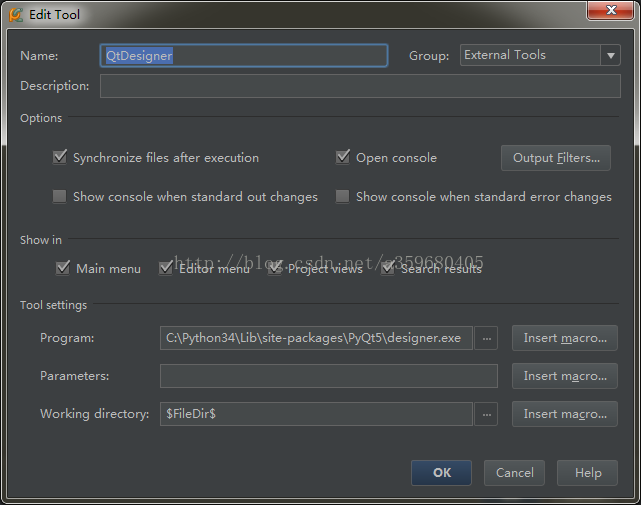 Edit Tool
Name: QtDesigner Group: External Tools
Description:
Options
Synchronize files after execution Open console Output Filters...
Show console when standard out changes Show console when standard error changes
Show in
Main menu Editor menu Project views Search results
http://blog.csdn.net/a359680405
Tool settings
Program: C:\Python34\Lib\site-packages\PyQt5\designer.exe ... Insert macro...
Parameters: Insert macro...
Working directory: $FileDir$ ... Insert macro...
OK Cancel Help